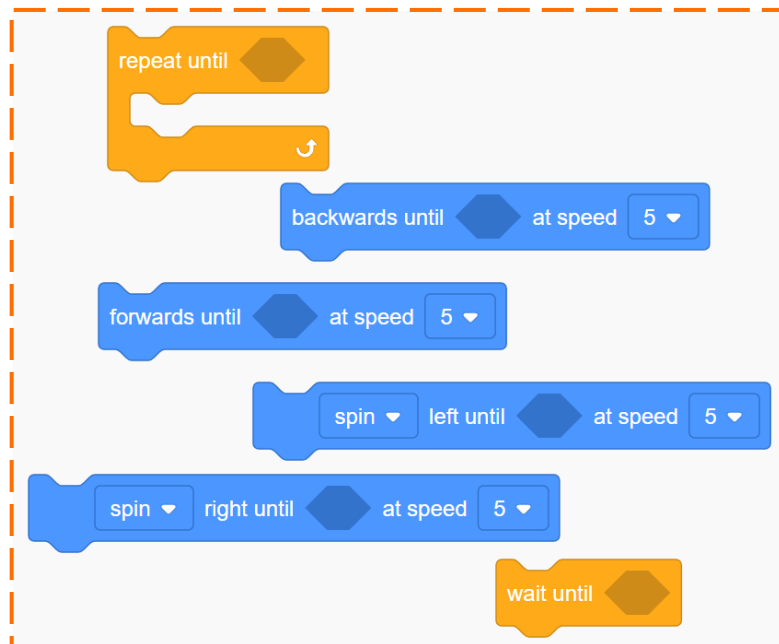 repeat until
backwards until at speed 5
forwards until at speed 5
spin left until at speed 5
spin right until at speed 5
wait until